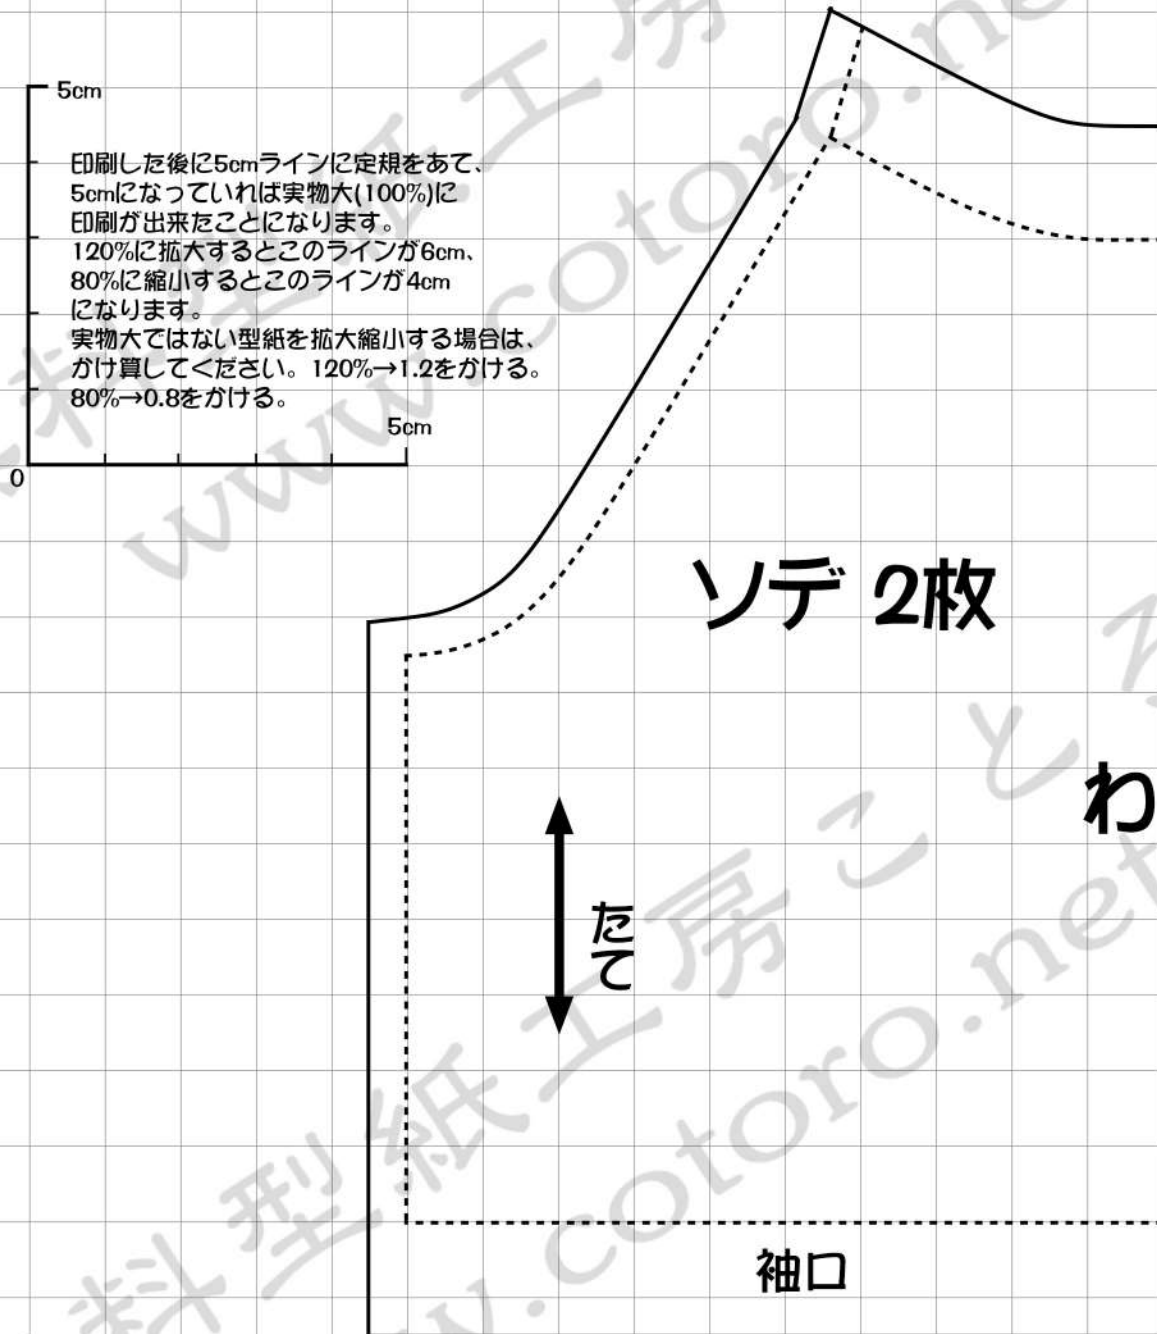 5cm
印刷した後に5cmラインに定規をあて、
5cmになっていれば実物大(100%)に
印刷が出来たことになります。
120%に拡大するとこのラインが6cm、
80%に縮小するとこのラインが4cm
になります。
実物大ではない型紙を拡大縮小する場合は、
かけ算してください。120%→1.2をかける。
80%→0.8をかける。
5cm
0
ソデ 2枚
わ
たて
袖口
料型紙工房
www.cotoro.ne
料型紙工房ことろ
w.cotoro.net